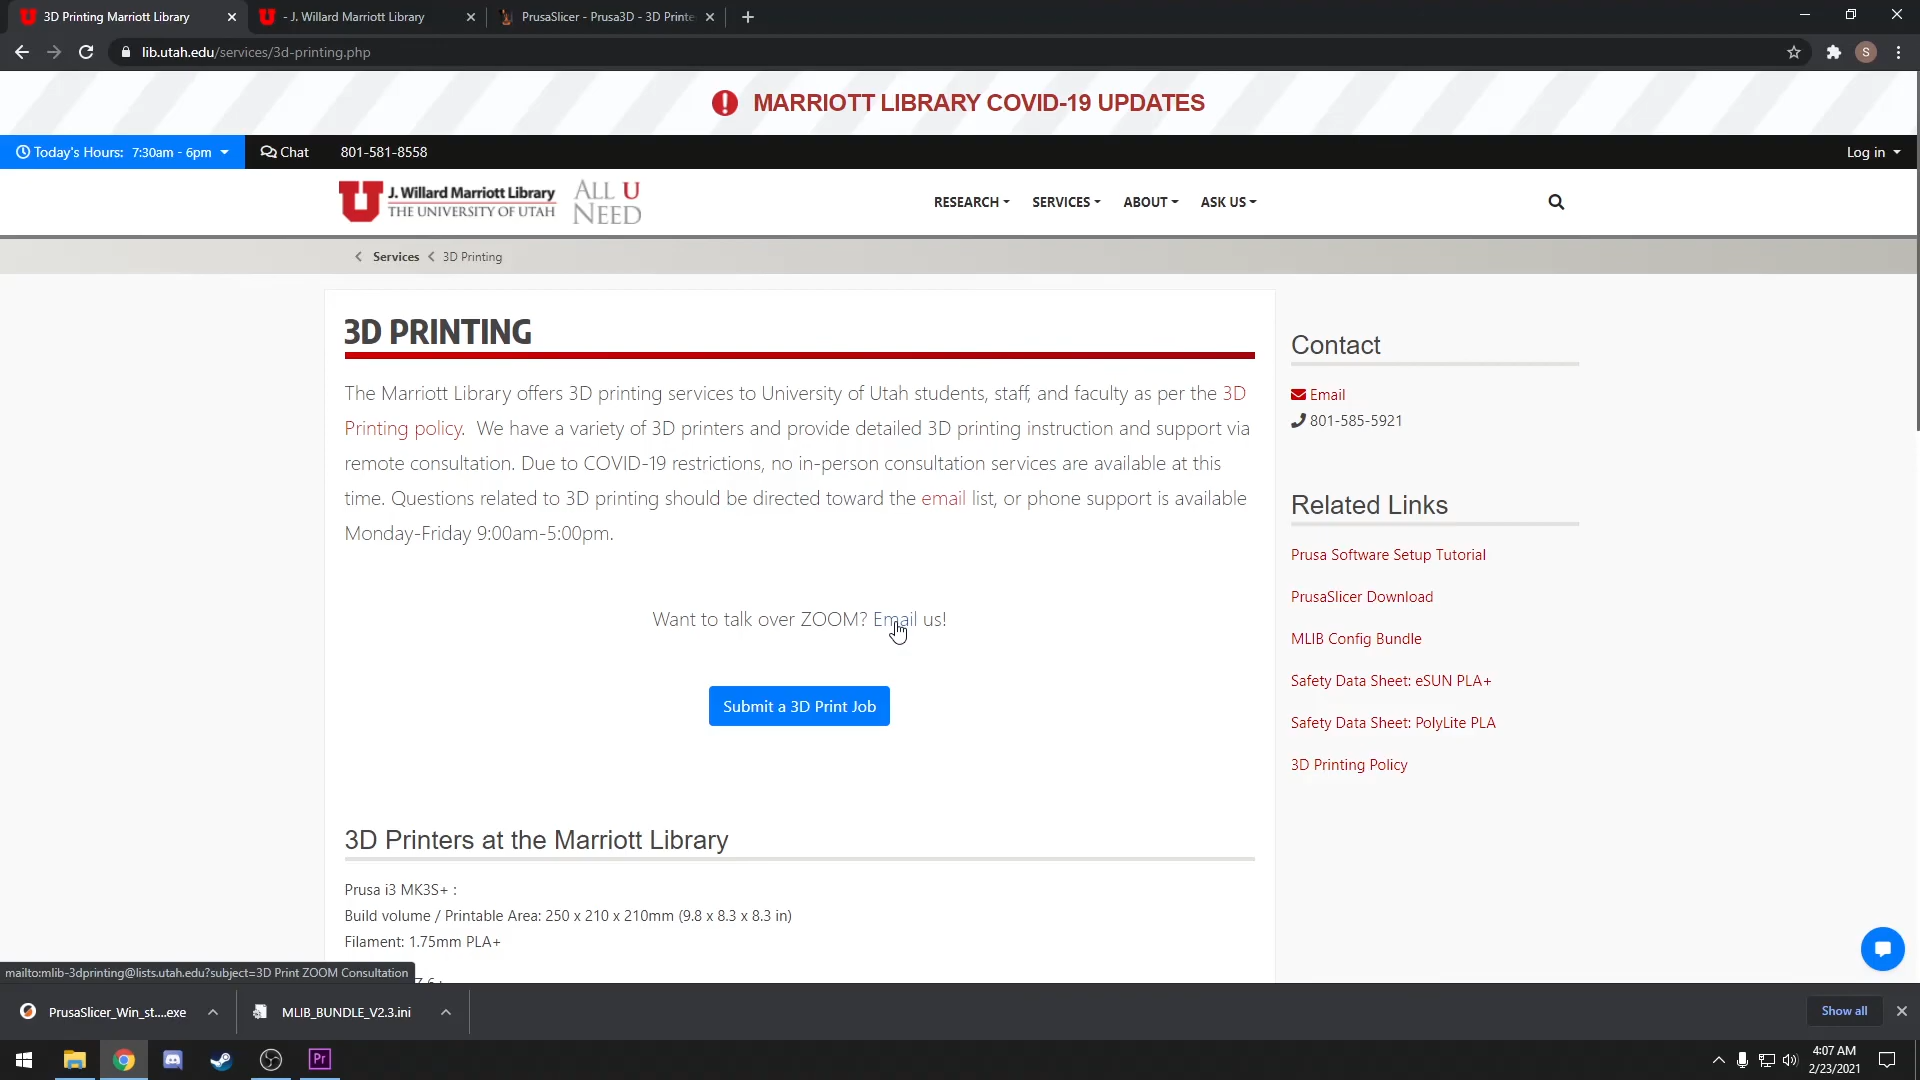 3D Printing Marriott Library
- J. Willard Marriott Library
PrusaSlicer - Prusa3D - 3D Printe
lib.utah.edu/services/3d-printing.php
S
MARRIOTT LIBRARY COVID-19 UPDATES
Today's Hours: 7:30am - 6pm
Chat
801-581-8558
Log in
J. Willard Marriott Library
THE UNIVERSITY OF UTAH
ALL U
NEED
RESEARCH
SERVICES
ABOUT
ASK US
Services
3D Printing
3D PRINTING
The Marriott Library offers 3D printing services to University of Utah students, staff, and faculty as per the 3D
Printing policy. We have a variety of 3D printers and provide detailed 3D printing instruction and support via
remote consultation. Due to COVID-19 restrictions, no in-person consultation services are available at this
time. Questions related to 3D printing should be directed toward the email list, or phone support is available
Monday-Friday 9:00am-5:00pm.
Want to talk over ZOOM? Email us!
Submit a 3D Print Job
3D Printers at the Marriott Library
Prusa i3 MK3S+ :
Build volume / Printable Area: 250 x 210 x 210mm (9.8 x 8.3 x 8.3 in)
Filament: 1.75mm PLA+
Contact
Email
801-585-5921
Related Links
Prusa Software Setup Tutorial
PrusaSlicer Download
MLIB Config Bundle
Safety Data Sheet: eSUN PLA+
Safety Data Sheet: PolyLite PLA
3D Printing Policy
mailto:mlib-3dprinting@lists.utah.edu?subject=3D Print ZOOM Consultation
PrusaSlicer_Win_st....exe
MLIB_BUNDLE_V2.3.ini
Show all
Pr
4:07 AM
2/23/2021